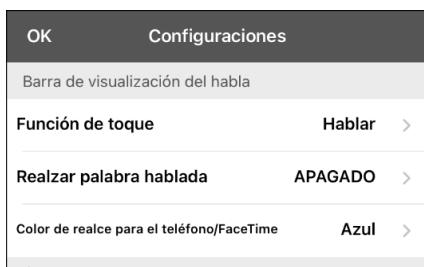 OK Configuraciones
Barra de visualización del habla
Función de toque Hablar
Realzar palabra hablada APAGADO
Color de realce para el teléfono/FaceTime Azul